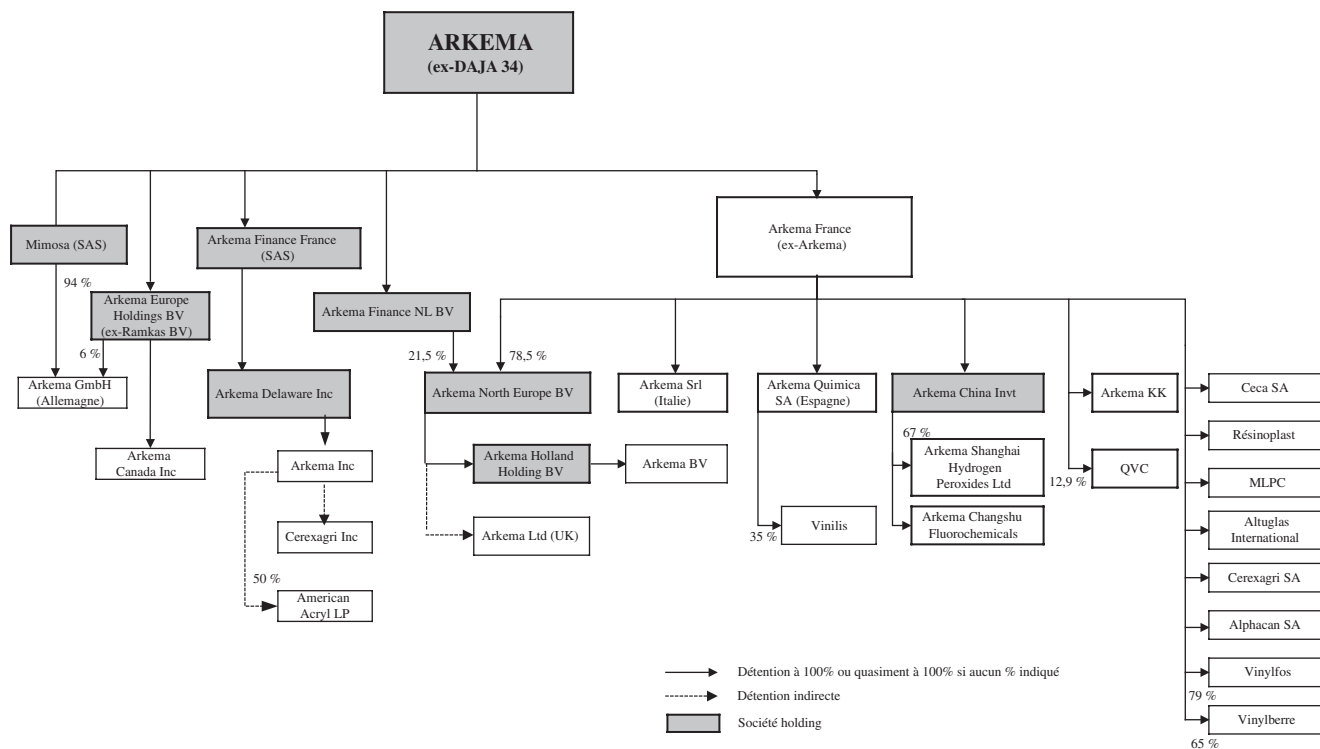 ARKEMA
(ex-DAJA 34)
Mimosa (SAS)
94 %
Arkema Europe
Holdings BV
(ex-Ramkas BV)
6 %
Arkema GmbH
(Allemagne)
Arkema
Canada Inc
Arkema Finance France
(SAS)
Arkema Delaware Inc
Arkema Inc
Cerexagri Inc
50 %
American
Acryl LP
Arkema Finance NL BV
21,5 %
78,5 %
Arkema North Europe BV
Arkema Holland
Holding BV
Arkema BV
Arkema Ltd (UK)
Arkema France
(ex-Arkema)
Arkema Srl
(Italie)
Arkema Quimica
SA (Espagne)
35 %
Vinilis
Arkema China Invt
67 %
Arkema Shanghai
Hydrogen
Peroxides Ltd
Arkema Changshu
Fluorochemicals
Arkema KK
12,9 %
QVC
Ceca SA
Résinoplast
MLPC
Altuglas
International
Cerexagri SA
Alphacan SA
Vinylfos
79 %
Vinylberre
65 %
Détention à 100% ou quasiment à 100% si aucun % indiqué
Détention indirecte
Société holding